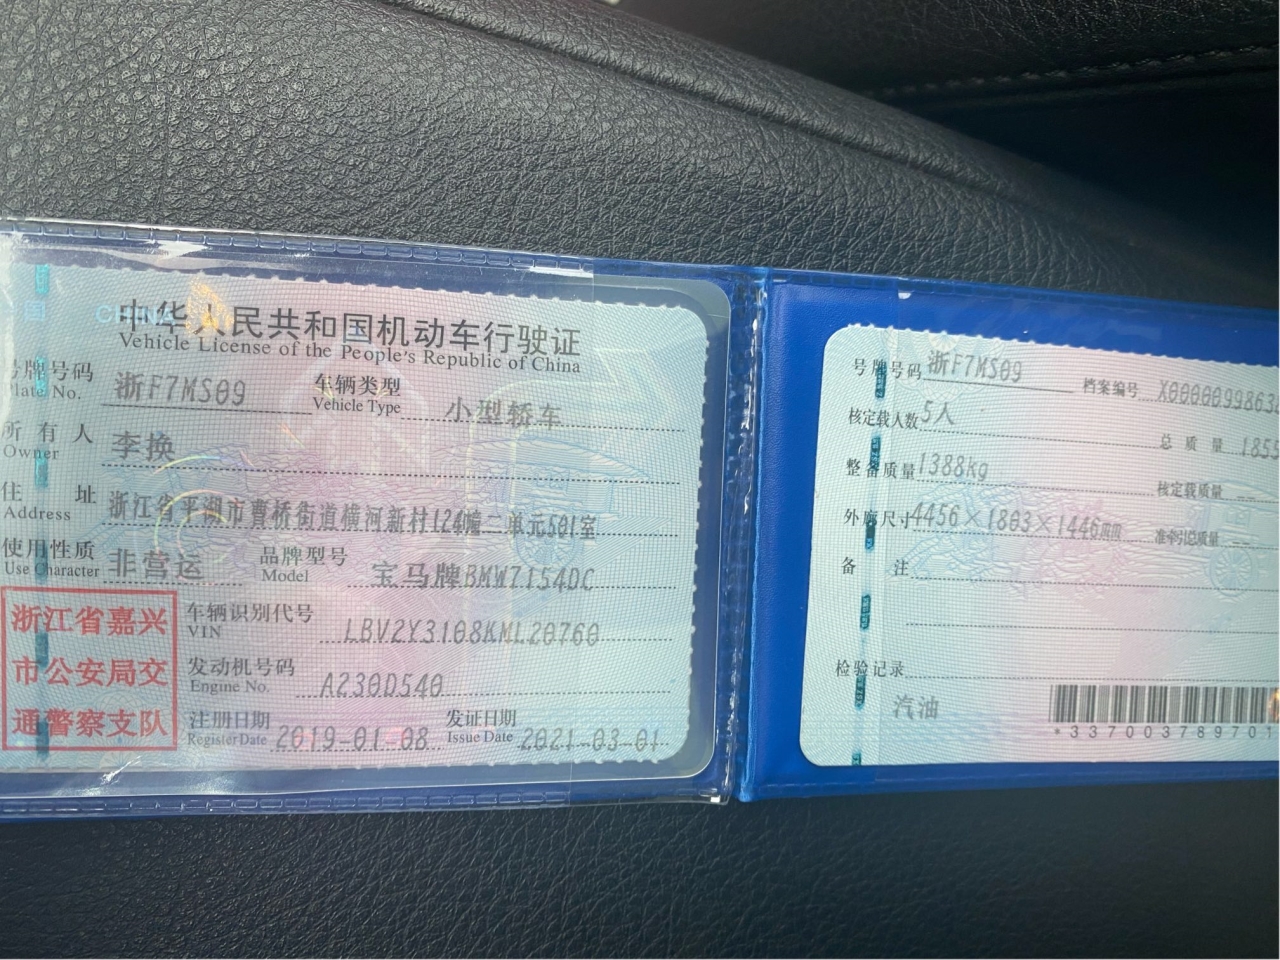 CHINA
中华人民共和国机动车行驶证
Vehicle License of the People's Republic of China
号牌号码 浙F7MS09 车辆类型 小型轿车
Plate No. Vehicle Type
所有人 李换
Owner
住址 浙江省平湖市曹桥街道横河新村124幢二单元501室
Address
使用性质 非营运 品牌型号 宝马牌BMW7154DC
Use Character Model
浙江省嘉兴
市公安局交
通警察支队
车辆识别代号 LBV2Y3108KML20760
VIN
发动机号码 A230D540
Engine No.
注册日期 2019-01-08 发证日期 2021-03-01
Register Date Issue Date
号牌号码 浙F7MS09 档案编号 X0000099863
核定载人数 5人 总质量 1855
整备质量 1388kg 核定载质量 --
外廓尺寸 4456×1803×1446mm 准牵引总质量 --
备注
检验记录
汽油
*337003789701